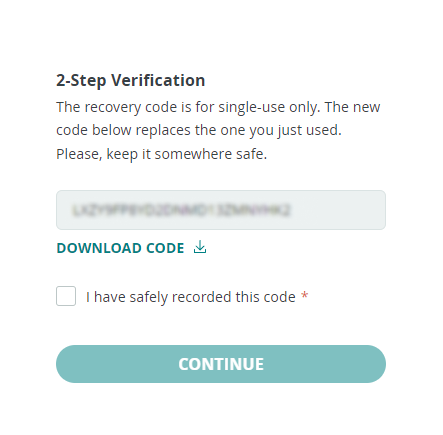 2-Step Verification
The recovery code is for single-use only. The new
code below replaces the one you just used.
Please, keep it somewhere safe.
DOWNLOAD CODE
I have safely recorded this code *
CONTINUE